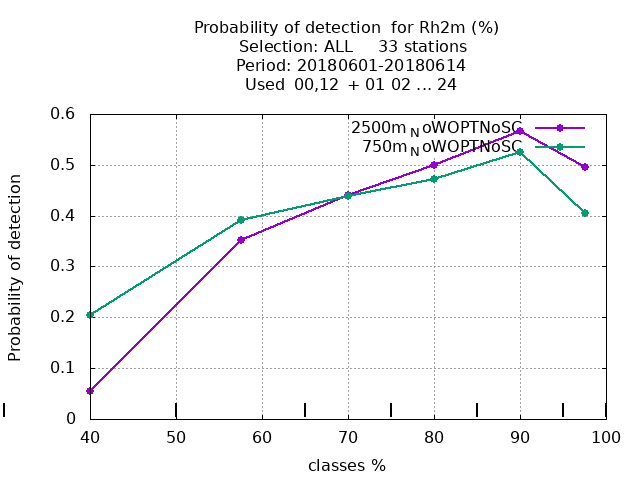 Probability of detection for Rh2m (%)
Selection: ALL 33 stations
Period: 20180601-20180614
Used 00,12 + 01 02 ... 24
2500m_NoWOPTNoSC
750m_NoWOPTNoSC
Probability of detection
0.6
0.5
0.4
0.3
0.2
0.1
0
40 50 60 70 80 90 100
classes %